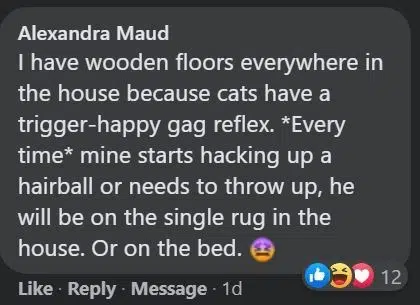 Alexandra Maud
I have wooden floors everywhere in
the house because cats have a
trigger-happy gag reflex. *Every
time* mine starts hacking up a
hairball or needs to throw up, he
will be on the single rug in the
house. Or on the bed. 😖
12
Like · Reply · Message · 1d